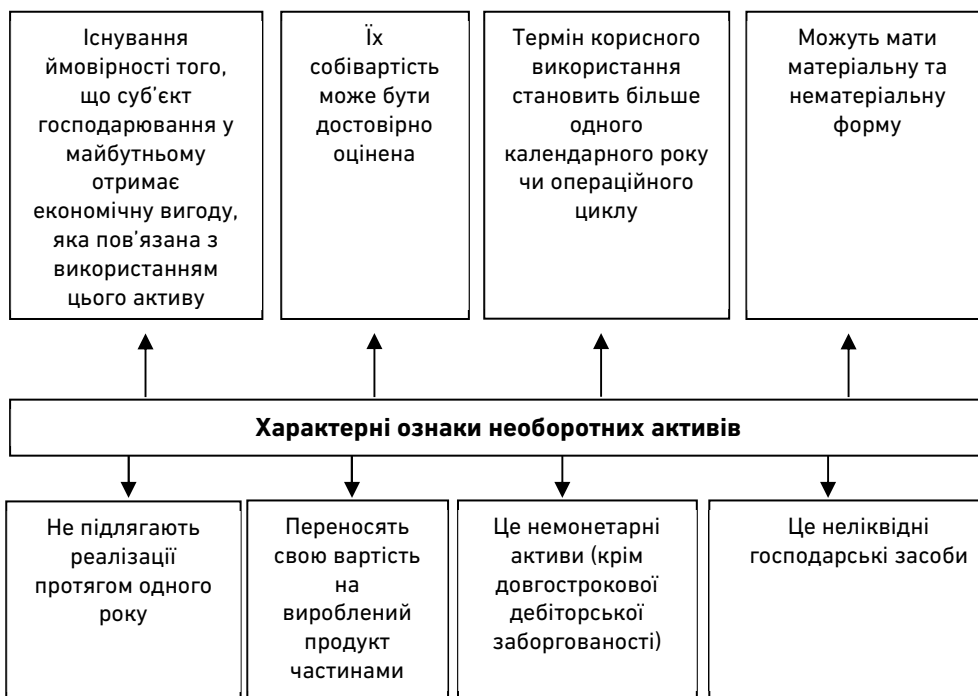 Існування
ймовірності того,
що суб’єкт
господарювання у
майбутньому
отримає
економічну вигоду,
яка пов’язана з
використанням
цього активу
Їх
собівартість
може бути
достовірно
оцінена
Термін корисного
використання
становить більше
одного
календарного року
чи операційного
циклу
Можуть мати
матеріальну та
нематеріальну
форму
Характерні ознаки необоротних активів
Не підлягають
реалізації
протягом одного
року
Переносять
свою вартість
на
вироблений
продукт
частинами
Це немонетарні
активи (крім
довгострокової
дебіторської
заборгованості)
Це неліквідні
господарські засоби